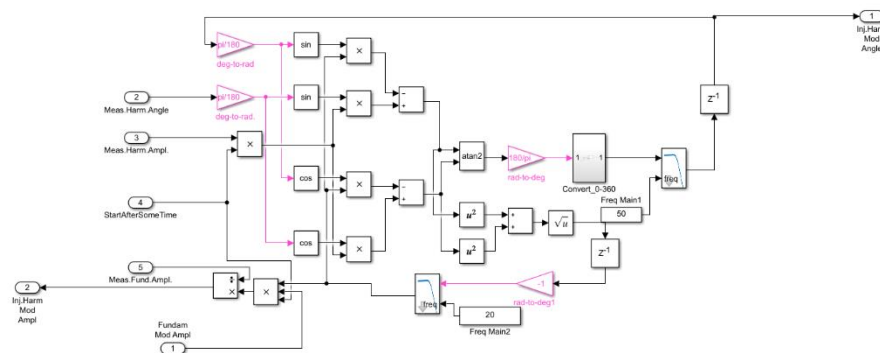 1
Inj.Harm
Mod
Angle
pi/180
deg-to-rad
sin
×
−
+
2
Meas.Harm.Angle
pi/180
deg-to-rad.
sin
×
z-1
3
Meas.Harm.Ampl.
×
atan2
180/pi
rad-to-deg
1
1
Convert_0-360
freq
4
StartAfterSomeTime
cos
×
−
+
Freq Main1
50
u2
+
+
√u
cos
×
u2
z-1
5
Meas.Fund.Ampl.
2
Inj.Harm
Mod
Ampl
÷
×
×
freq
-1
rad-to-deg1
20
Freq Main2
Fundam
Mod Ampl
1